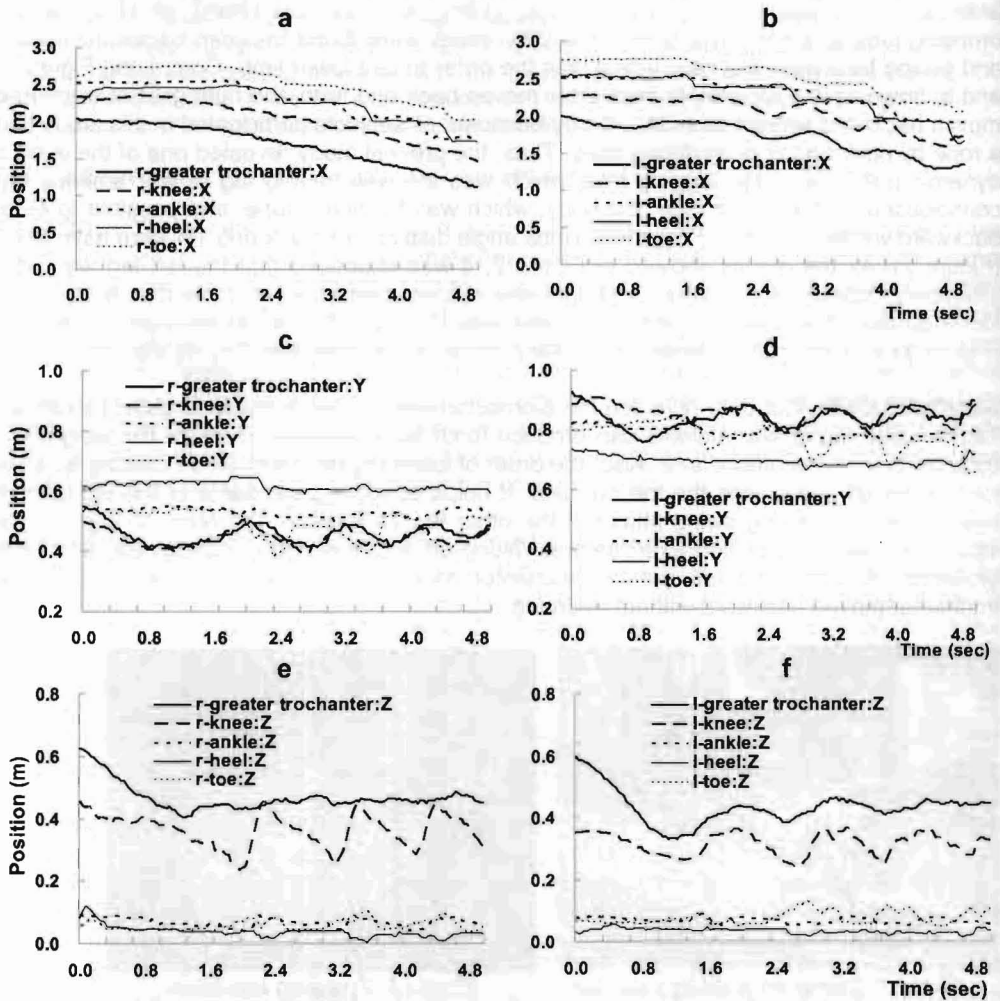 a
3.0
2.5
2.0
1.5
1.0
0.5
0.0
Position (m)
r-greater trochanter:X
r-knee:X
r-ankle:X
r-heel:X
r-toe:X
0.0 0.8 1.6 2.4 3.2 4.0 4.8
b
3.0
2.5
2.0
1.5
1.0
0.5
0.0
l-greater trochanter:X
l-knee:X
l-ankle:X
l-heel:X
l-toe:X
0.0 0.8 1.6 2.4 3.2 4.0 4.8
Time (sec)
c
1.0
0.8
0.6
0.4
0.2
Position (m)
r-greater trochanter:Y
r-knee:Y
r-ankle:Y
r-heel:Y
r-toe:Y
0.0 0.8 1.6 2.4 3.2 4.0 4.8
d
1.0
0.8
0.6
0.4
0.2
l-greater trochanter:Y
l-knee:Y
l-ankle:Y
l-heel:Y
l-toe:Y
0.0 0.8 1.6 2.4 3.2 4.0 4.8
Time (sec)
e
0.8
0.6
0.4
0.2
0.0
Position (m)
r-greater trochanter:Z
r-knee:Z
r-ankle:Z
r-heel:Z
r-toe:Z
0.0 0.8 1.6 2.4 3.2 4.0 4.8
f
0.8
0.6
0.4
0.2
0.0
l-greater trochanter:Z
l-knee:Z
l-ankle:Z
l-heel:Z
l-toe:Z
0.0 0.8 1.6 2.4 3.2 4.0 4.8
Time (sec)